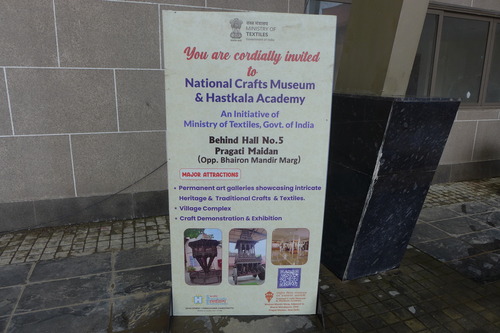 MINISTRY OF
TEXTILES
You are cordially invited
to
National Crafts Museum
& Hastkala Academy
An Initiative of
Ministry of Textiles, Govt. of India
Behind Hall No.5
Pragati Maidan
(Opp. Bhairon Mandir Marg)
MAJOR ATTRACTIONS
• Permanent art galleries showcasing intricate
Heritage & Traditional Crafts & Textiles.
• Village Complex
• Craft Demonstration & Exhibition